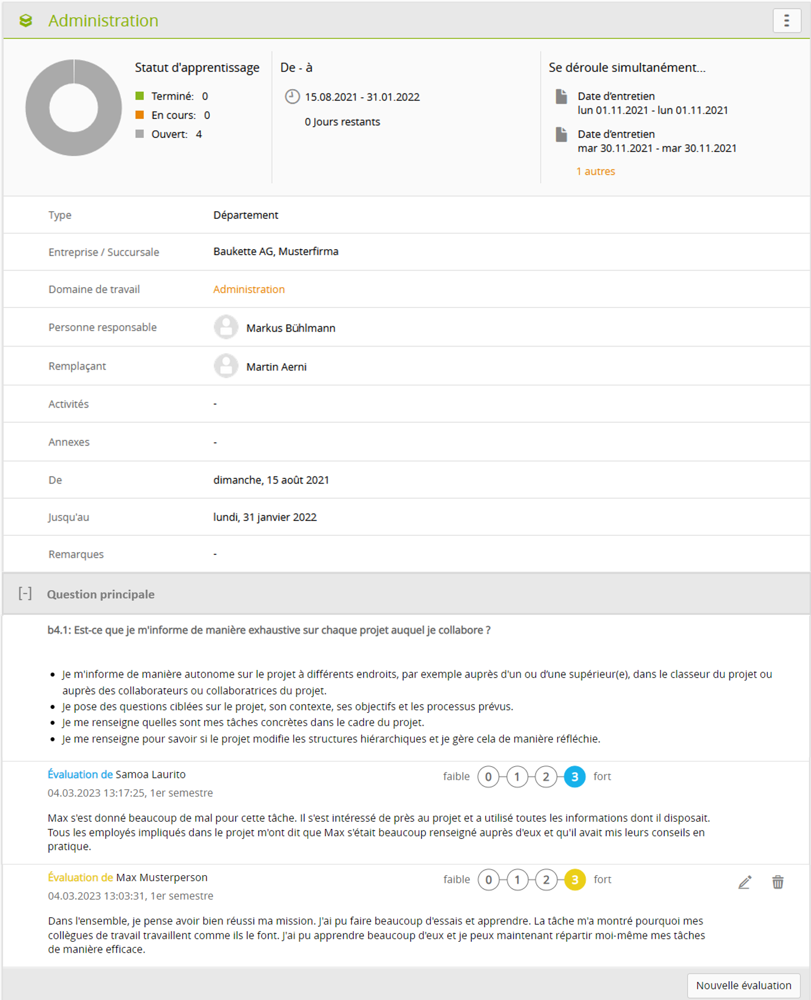 Administration
Statut d'apprentissage
Terminé: 0
En cours: 0
Ouvert: 4
De - à
15.08.2021 - 31.01.2022
0 Jours restants
Se déroule simultanément...
Date d'entretien
lun 01.11.2021 - lun 01.11.2021
Date d'entretien
mar 30.11.2021 - mar 30.11.2021
1 autres
Type Département
Entreprise / Succursale Baukette AG, Musterfirma
Domaine de travail Administration
Personne responsable Markus Bühlmann
Remplaçant Martin Aerni
Activités -
Annexes -
De dimanche, 15 août 2021
Jusqu'au lundi, 31 janvier 2022
Remarques -
[-] Question principale
b4.1: Est-ce que je m'informe de manière exhaustive sur chaque projet auquel je collabore ?
• Je m'informe de manière autonome sur le projet à différents endroits, par exemple auprès d'un ou d’une supérieur(e), dans le classeur du projet ou
auprès des collaborateurs ou collaboratrices du projet.
• Je pose des questions ciblées sur le projet, son contexte, ses objectifs et les processus prévus.
• Je me renseigne quelles sont mes tâches concrètes dans le cadre du projet.
• Je me renseigne pour savoir si le projet modifie les structures hiérarchiques et je gère cela de manière réfléchie.
Évaluation de Samoa Laurito
faible 0 1 2 3 fort
04.03.2023 13:17:25, 1er semestre
Max s'est donné beaucoup de mal pour cette tâche. Il s'est intéressé de près au projet et a utilisé toutes les informations dont il disposait.
Tous les employés impliqués dans le projet m'ont dit que Max s'était beaucoup renseigné auprès d'eux et qu'il avait mis leurs conseils en
pratique.
Évaluation de Max Musterperson
faible 0 1 2 3 fort
04.03.2023 13:03:31, 1er semestre
Dans l'ensemble, je pense avoir bien réussi ma mission. J'ai pu faire beaucoup d'essais et apprendre. La tâche m'a montré pourquoi mes
collègues de travail travaillent comme ils le font. J'ai pu apprendre beaucoup d'eux et je peux maintenant répartir moi-même mes tâches
de manière efficace.
Nouvelle évaluation